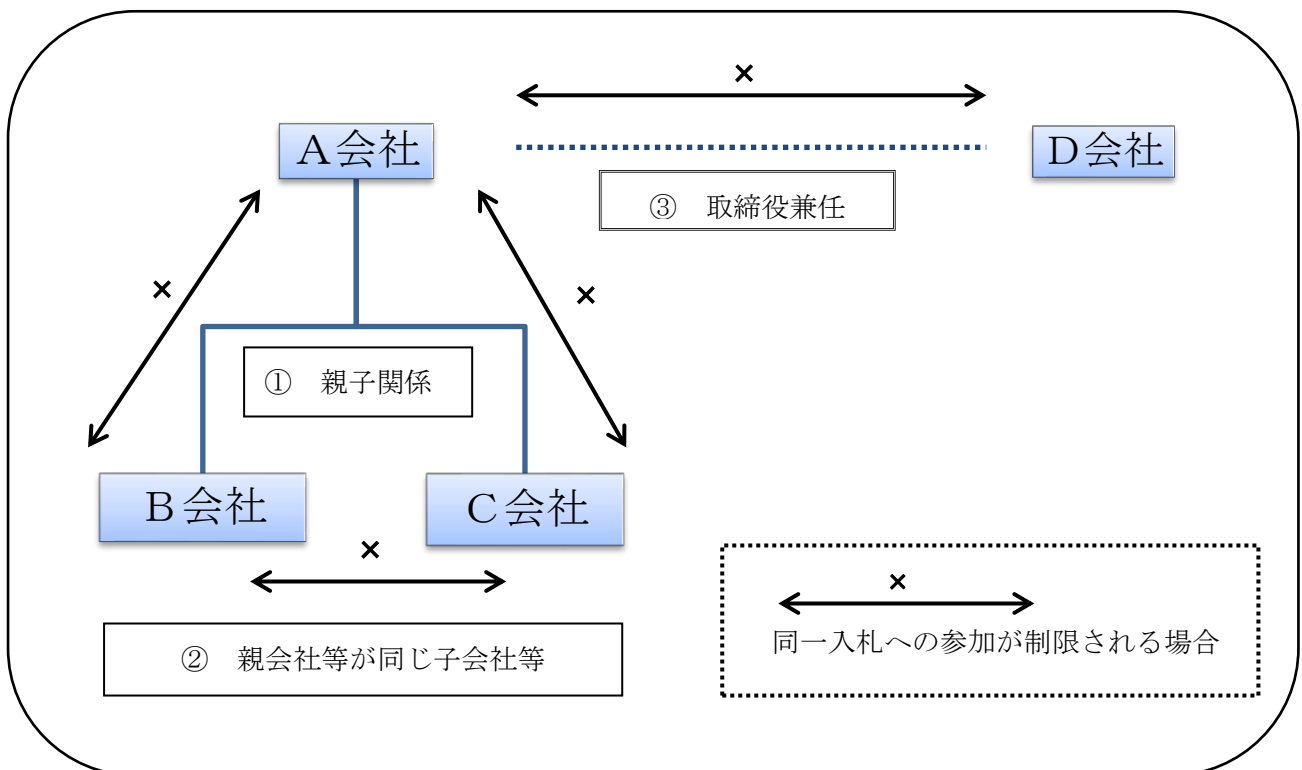 ×
A会社
D会社
③ 取締役兼任
×
×
① 親子関係
B会社
C会社
×
② 親会社等が同じ子会社等
×
同一入札への参加が制限される場合